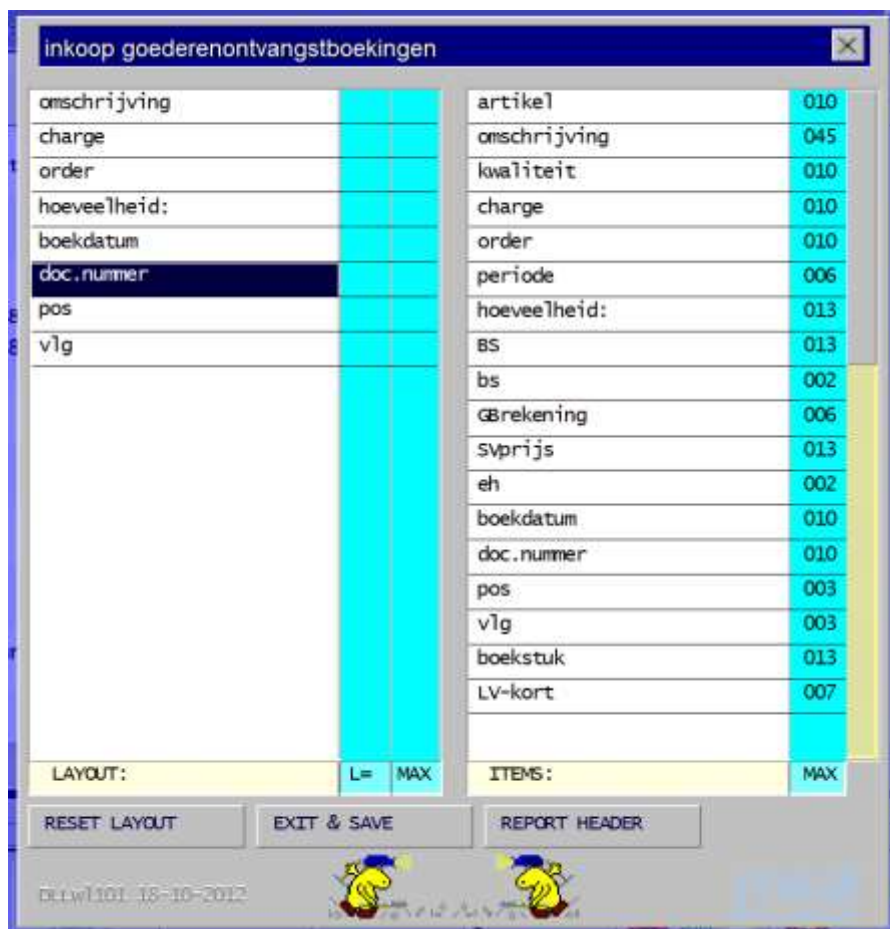 inkoop goederenontvangstboekingen
omschrijving
charge
order
hoeveelheid:
boekdatum
doc.nummer
pos
vlg
LAYOUT: L= MAX
artikel 010
omschrijving 045
kwaliteit 010
charge 010
order 010
periode 006
hoeveelheid: 013
BS 013
bs 002
GBrekening 006
SVprijs 013
eh 002
boekdatum 010
doc.nummer 010
pos 003
vlg 003
boekstuk 013
LV-kort 007
ITEMS: MAX
RESET LAYOUT EXIT & SAVE REPORT HEADER
18-10-2012